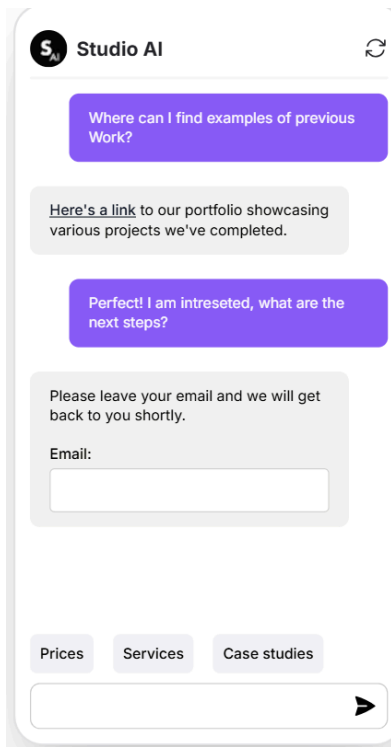 S AI Studio AI
Where can I find examples of previous
Work?
Here's a link to our portfolio showcasing
various projects we've completed.
Perfect! I am intreseted, what are the
next steps?
Please leave your email and we will get
back to you shortly.
Email:
Prices Services Case studies